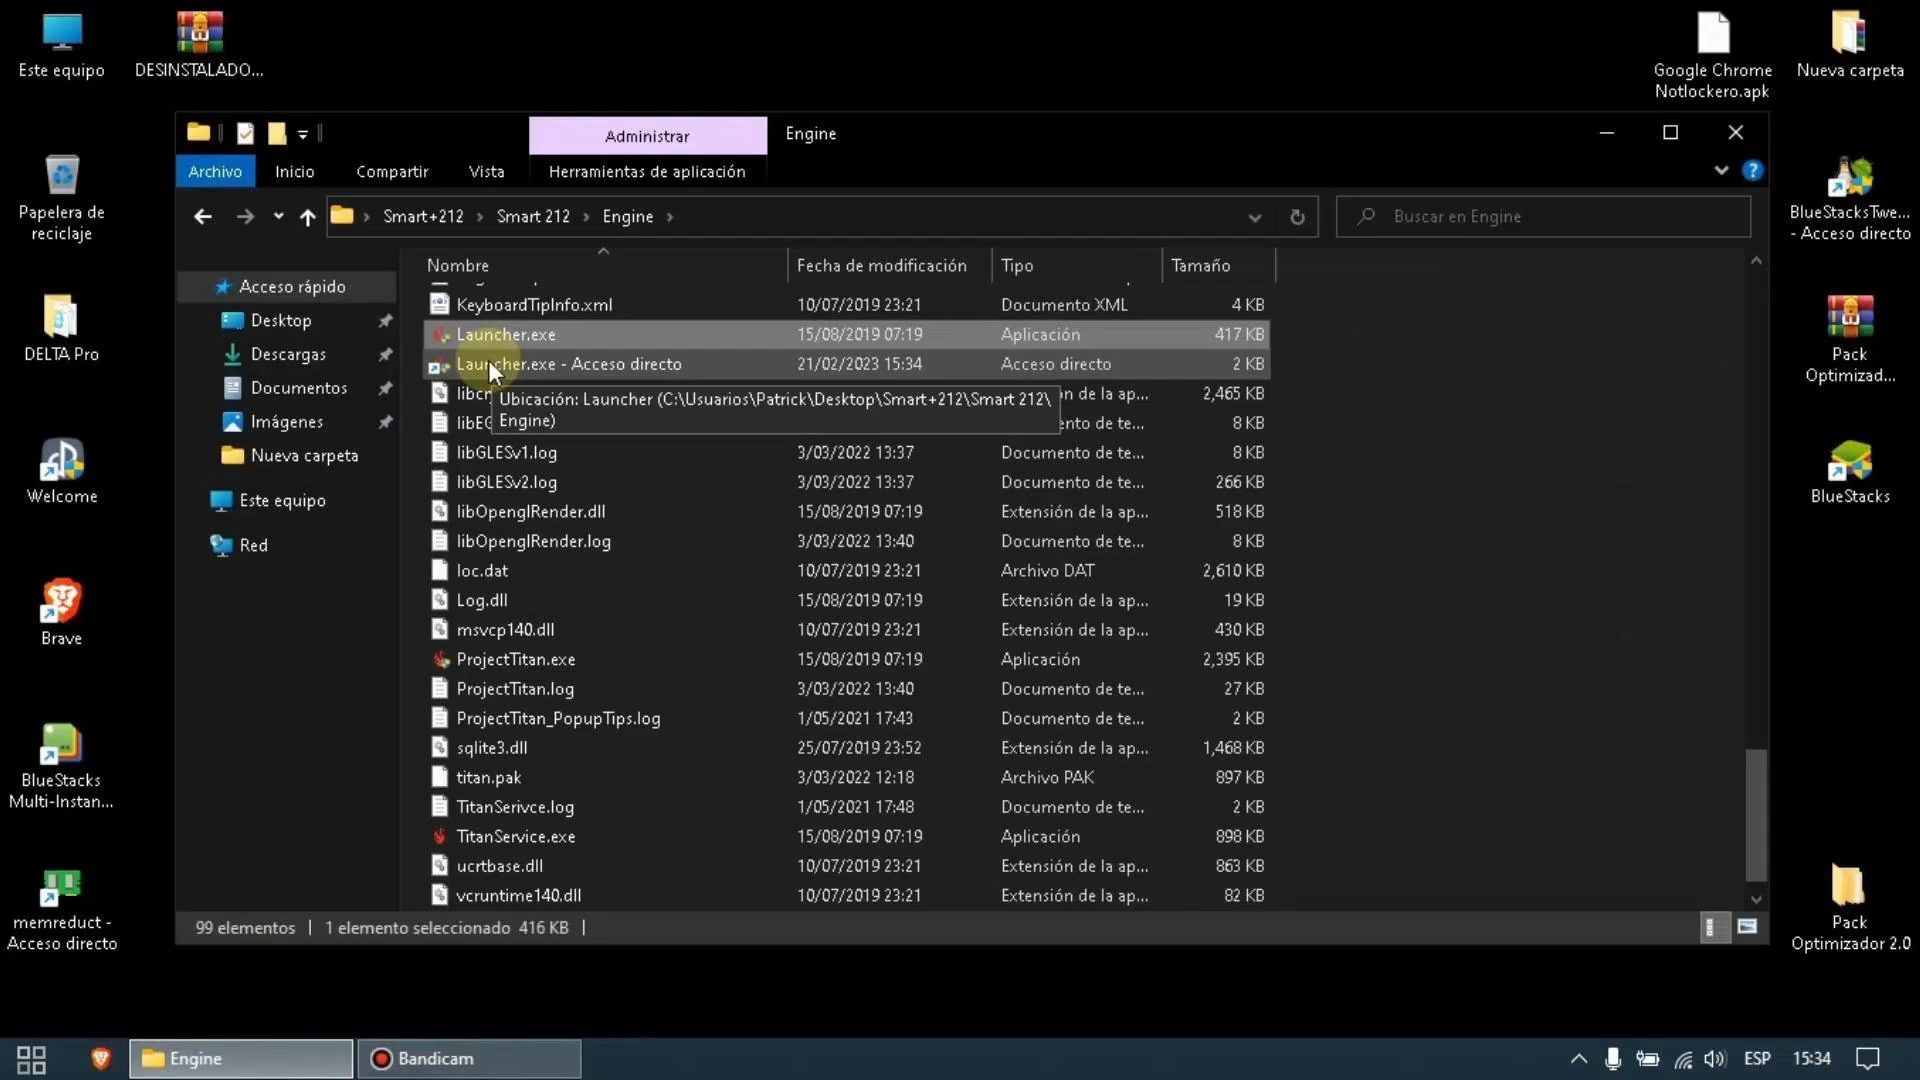 Este equipo
DESINSTALADO...
Google Chrome
Notlockero.apk
Nueva carpeta
Administrar
Engine
Archivo
Inicio
Compartir
Vista
Herramientas de aplicación
Smart+212 › Smart 212 › Engine ›
Buscar en Engine
Papelera de
reciclaje
BlueStacksTwe...
- Acceso directo
Nombre
Fecha de modificación
Tipo
Tamaño
Acceso rápido
Desktop
Descargas
Documentos
Imágenes
Nueva carpeta
Este equipo
Red
KeyboardTipInfo.xml 10/07/2019 23:21 Documento XML 4 KB
Launcher.exe 15/08/2019 07:19 Aplicación 417 KB
Launcher.exe - Acceso directo 21/02/2023 15:34 Acceso directo 2 KB
2,465 KB
Ubicación: Launcher (C:\Usuarios\Patrick\Desktop\Smart+212\Smart 212\
Engine)
8 KB
libGLESv1.log 3/03/2022 13:37 Documento de te... 8 KB
libGLESv2.log 3/03/2022 13:37 Documento de te... 266 KB
libOpenglRender.dll 15/08/2019 07:19 Extensión de la ap... 518 KB
libOpenglRender.log 3/03/2022 13:40 Documento de te... 8 KB
loc.dat 10/07/2019 23:21 Archivo DAT 2,610 KB
Log.dll 15/08/2019 07:19 Extensión de la ap... 19 KB
msvcp140.dll 10/07/2019 23:21 Extensión de la ap... 430 KB
ProjectTitan.exe 15/08/2019 07:19 Aplicación 2,395 KB
ProjectTitan.log 3/03/2022 13:40 Documento de te... 27 KB
ProjectTitan_PopupTips.log 1/05/2021 17:43 Documento de te... 2 KB
sqlite3.dll 25/07/2019 23:52 Extensión de la ap... 1,468 KB
titan.pak 3/03/2022 12:18 Archivo PAK 897 KB
TitanSerivce.log 1/05/2021 17:48 Documento de te... 2 KB
TitanService.exe 15/08/2019 07:19 Aplicación 898 KB
ucrtbase.dll 10/07/2019 23:21 Extensión de la ap... 863 KB
vcruntime140.dll 10/07/2019 23:21 Extensión de la ap... 82 KB
99 elementos
1 elemento seleccionado 416 KB
DELTA Pro
Welcome
Brave
BlueStacks
Multi-Instan...
memreduct -
Acceso directo
Pack
Optimizad...
BlueStacks
Pack
Optimizador 2.0
Engine
Bandicam
ESP
15:34